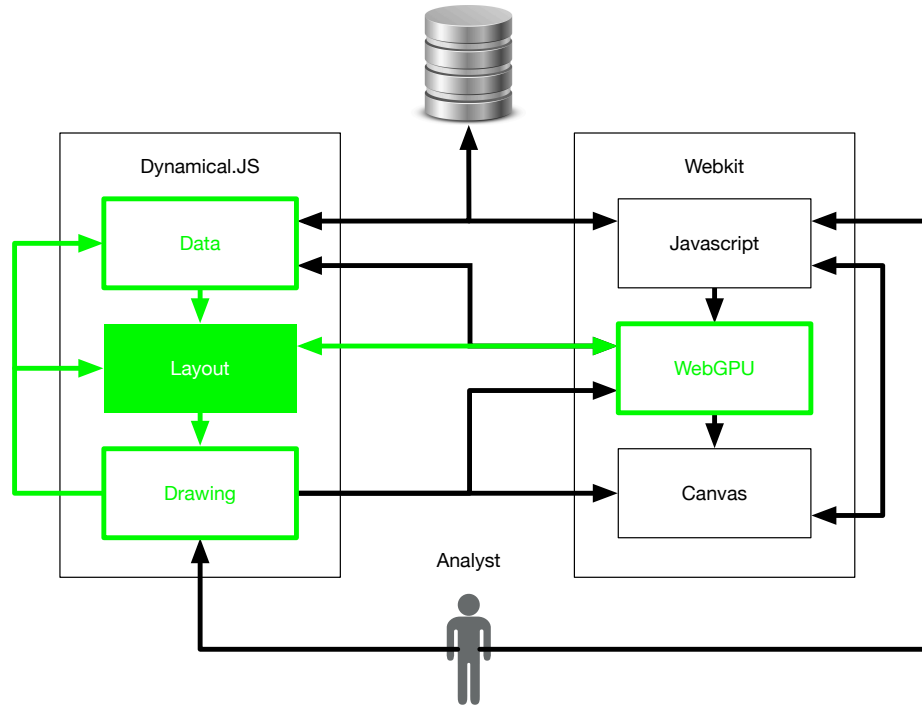 Dynamical.JS
Data
Layout
Drawing
Webkit
Javascript
WebGPU
Canvas
Analyst